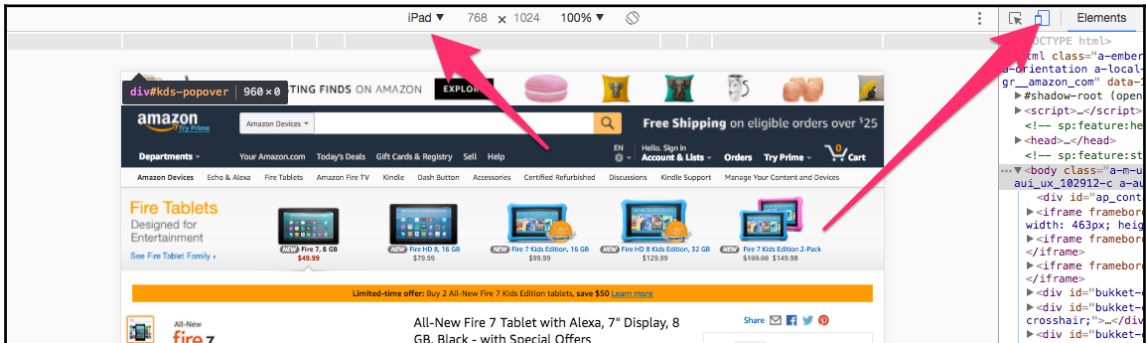 iPad ▼ 768 × 1024 100% ▼
Elements
div#kds-popover | 960×0
STING FINDS ON AMAZON
amazon
Try Prime
Amazon Devices ▾
Free Shipping on eligible orders over $25
Departments
Your Amazon.com Today's Deals Gift Cards & Registry Sell Help
EN
Hello. Sign in
Account & Lists Orders Try Prime 0 Cart
Amazon Devices Echo & Alexa Fire Tablets Amazon Fire TV Kindle Dash Button Accessories Certified Refurbished Discussions Kindle Support Manage Your Content and Devices
Fire Tablets
Designed for
Entertainment
See Fire Tablet Family ›
NEW Fire 7, 8 GB
$49.99
NEW Fire HD 8, 16 GB
$79.99
NEW Fire 7 Kids Edition, 16 GB
$99.99
NEW Fire HD 8 Kids Edition, 32 GB
$129.99
NEW Fire 7 Kids Edition 2-Pack
$199.98 $149.98
Limited-time offer: Buy 2 All-New Fire 7 Kids Edition tablets, save $50 Learn more
All-New
fire 7
All-New Fire 7 Tablet with Alexa, 7" Display, 8
GB, Black - with Special Offers
Share
OCTYPE html>
tml class="a-ember
a-orientation a-local-
gr__amazon_com" data-
▶#shadow-root (open
▶<script>…</script>
<!-- sp:feature:he
▶<head>…</head>
<!-- sp:feature:st
…▼<body class="a-m-u
aui_ux_102912-c a-au
<div id="ap_cont
▶<iframe framebor
width: 463px; heig
▶<iframe framebor
</iframe>
▶<iframe framebor
</iframe>
▶<div id="bukket-
▶<div id="bukket-
crosshair;">…</div
▶<div id="bukket-